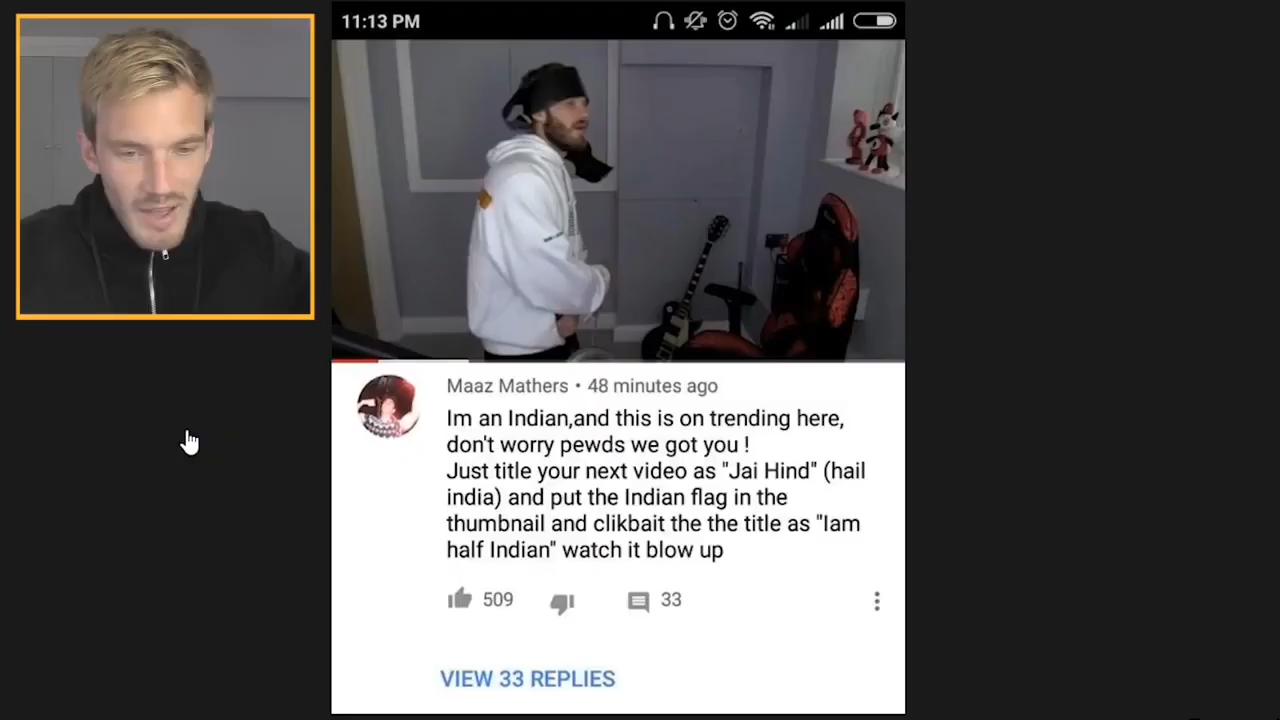 11:13 PM
Maaz Mathers • 48 minutes ago
Im an Indian,and this is on trending here,
don't worry pewds we got you !
Just title your next video as "Jai Hind" (hail
india) and put the Indian flag in the
thumbnail and clikbait the the title as "Iam
half Indian" watch it blow up
509
33
VIEW 33 REPLIES